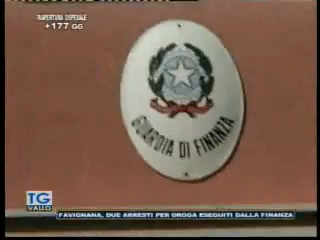 RIAPERTURA OSPEDALE
+177 GG
GUARDIA DI FINANZA
TG
VALLO
FAVIGNANA, DUE ARRESTI PER DROGA ESEGUITI DALLA FINANZA